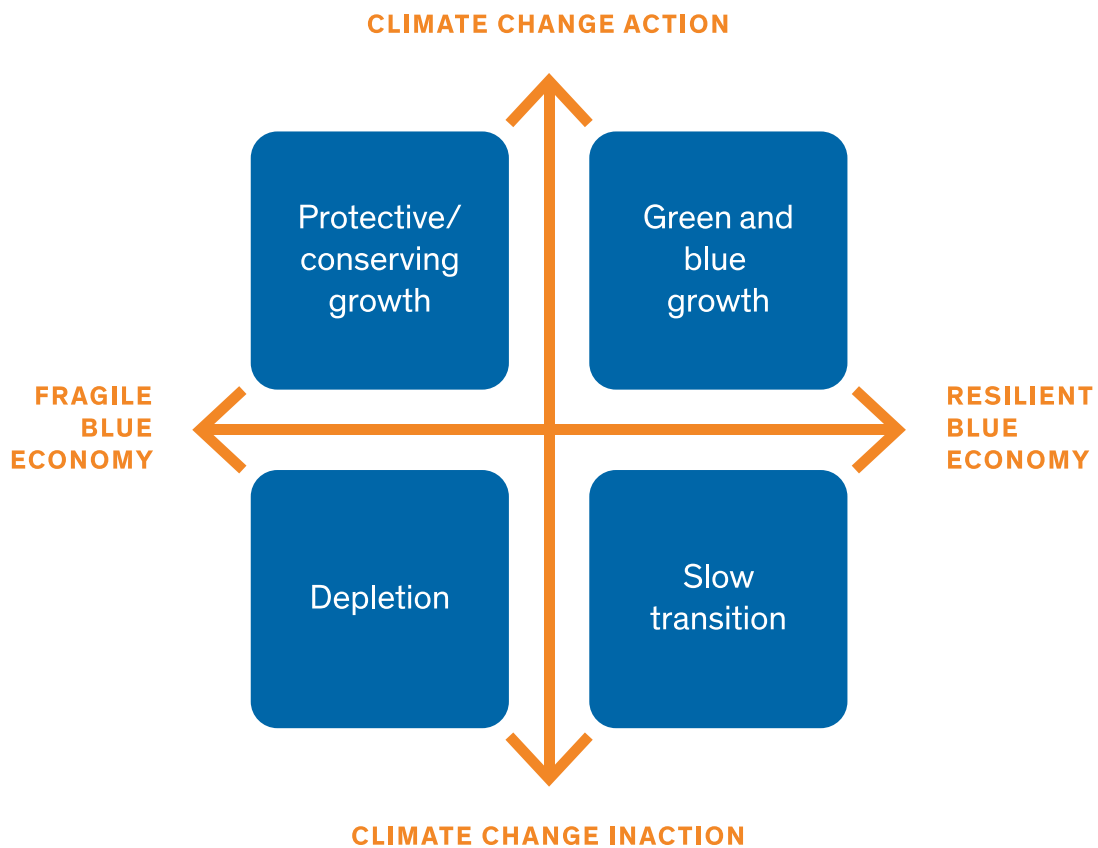 CLIMATE CHANGE ACTION
Protective/
conserving
growth
Green and
blue
growth
FRAGILE
BLUE
ECONOMY
RESILIENT
BLUE
ECONOMY
Depletion
Slow
transition
CLIMATE CHANGE INACTION